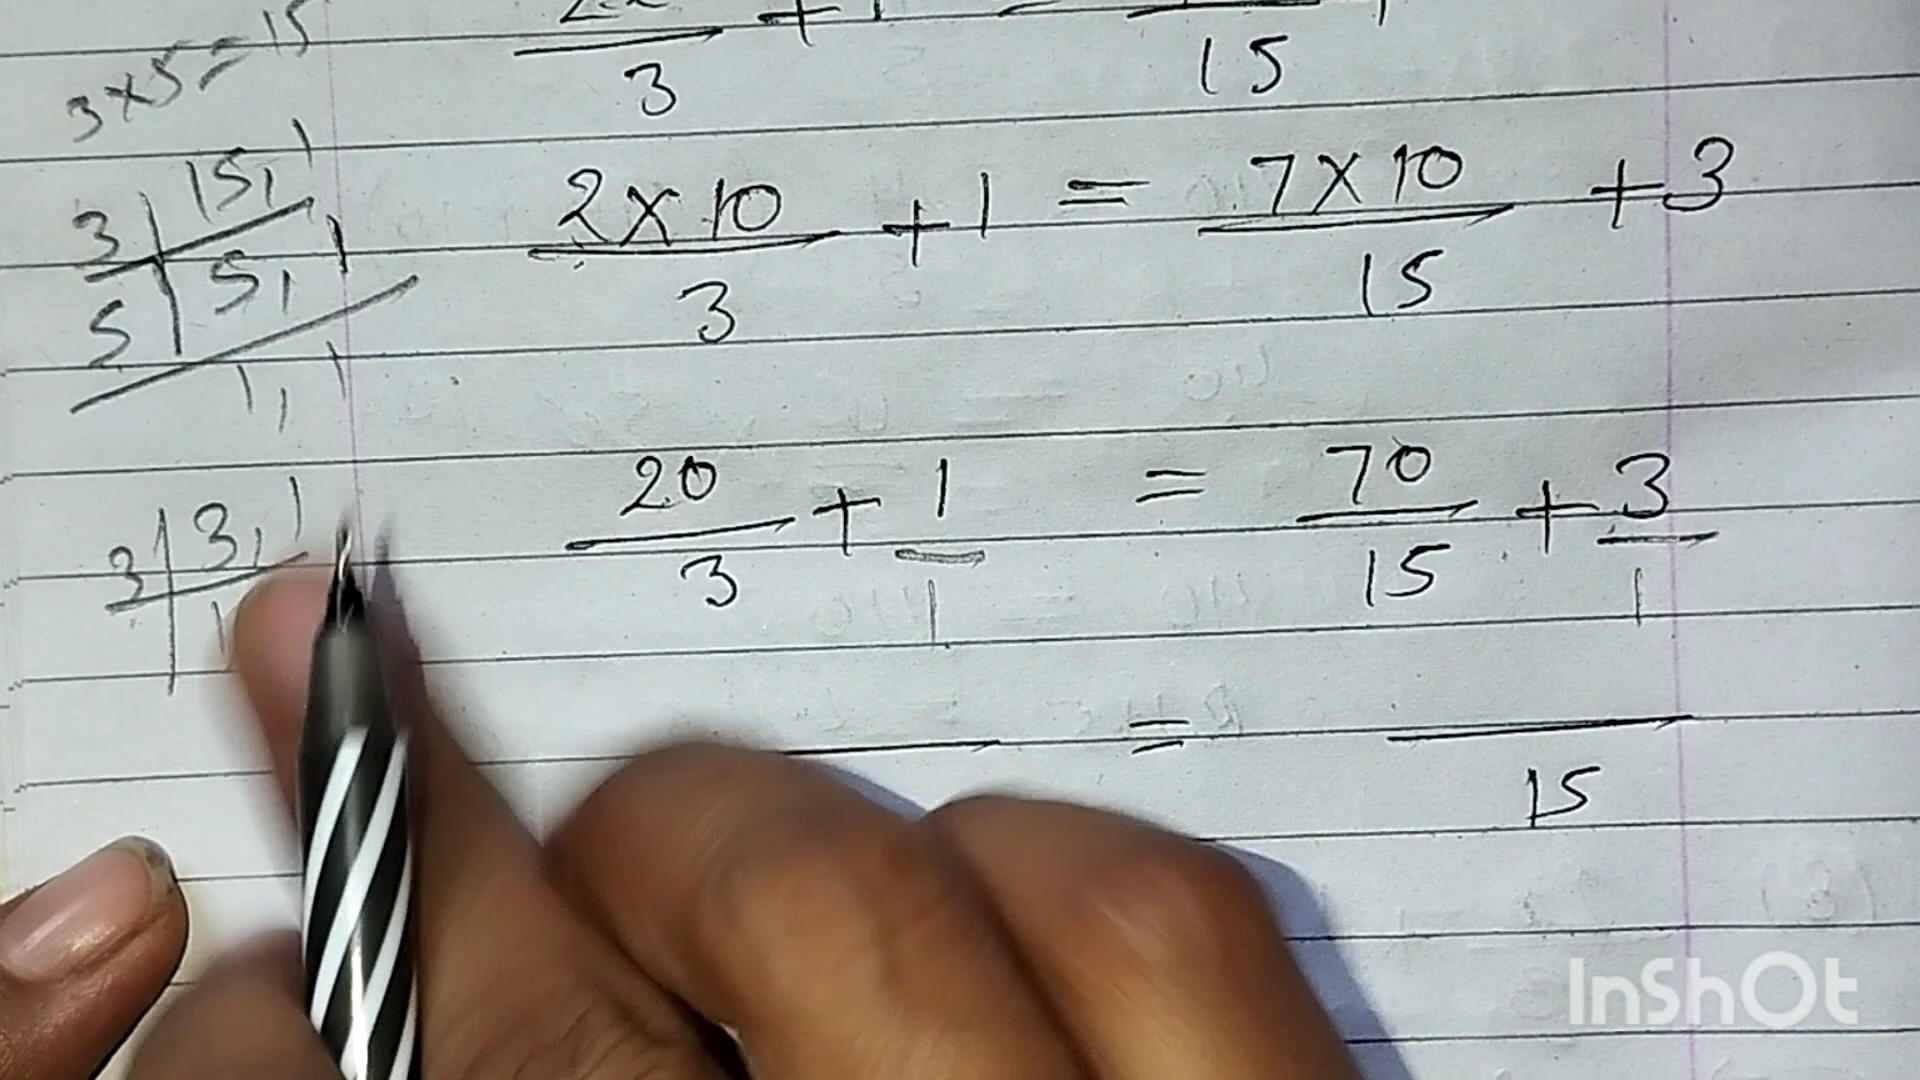 3×5=15
3 15
2×10/3 + 1 = 7×10/15 + 3
3 | 15, 1
5 | 5, 1
1, 1
20/3 + 1/1 = 70/15 + 3/1
3 | 3, 1
1
= /15
InShOt